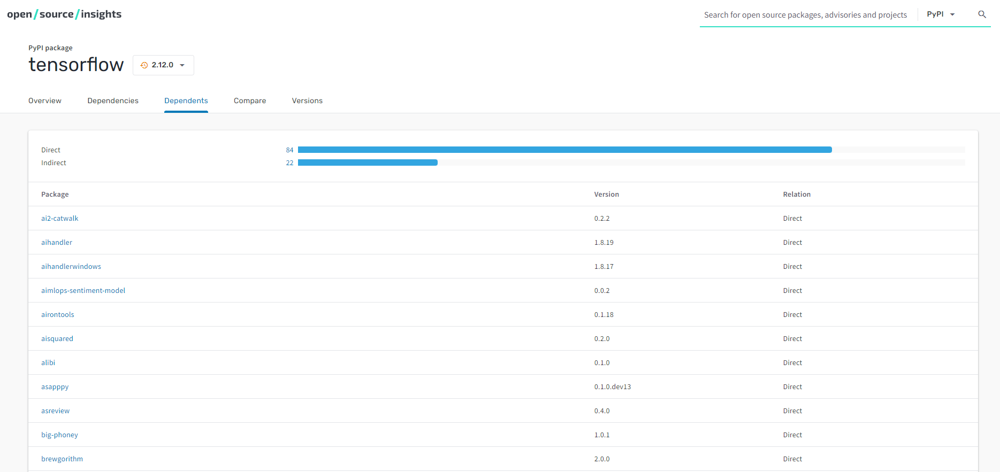 open/source/insights
Search for open source packages, advisories and projects
PyPI
PyPI package
tensorflow
2.12.0
Overview Dependencies Dependents Compare Versions
Direct 84
Indirect 22
Package Version Relation
ai2-catwalk 0.2.2 Direct
aihandler 1.8.19 Direct
aihandlerwindows 1.8.17 Direct
aimlops-sentiment-model 0.0.2 Direct
airontools 0.1.18 Direct
aisquared 0.2.0 Direct
alibi 0.1.0 Direct
asapppy 0.1.0.dev13 Direct
asreview 0.4.0 Direct
big-phoney 1.0.1 Direct
brewgorithm 2.0.0 Direct